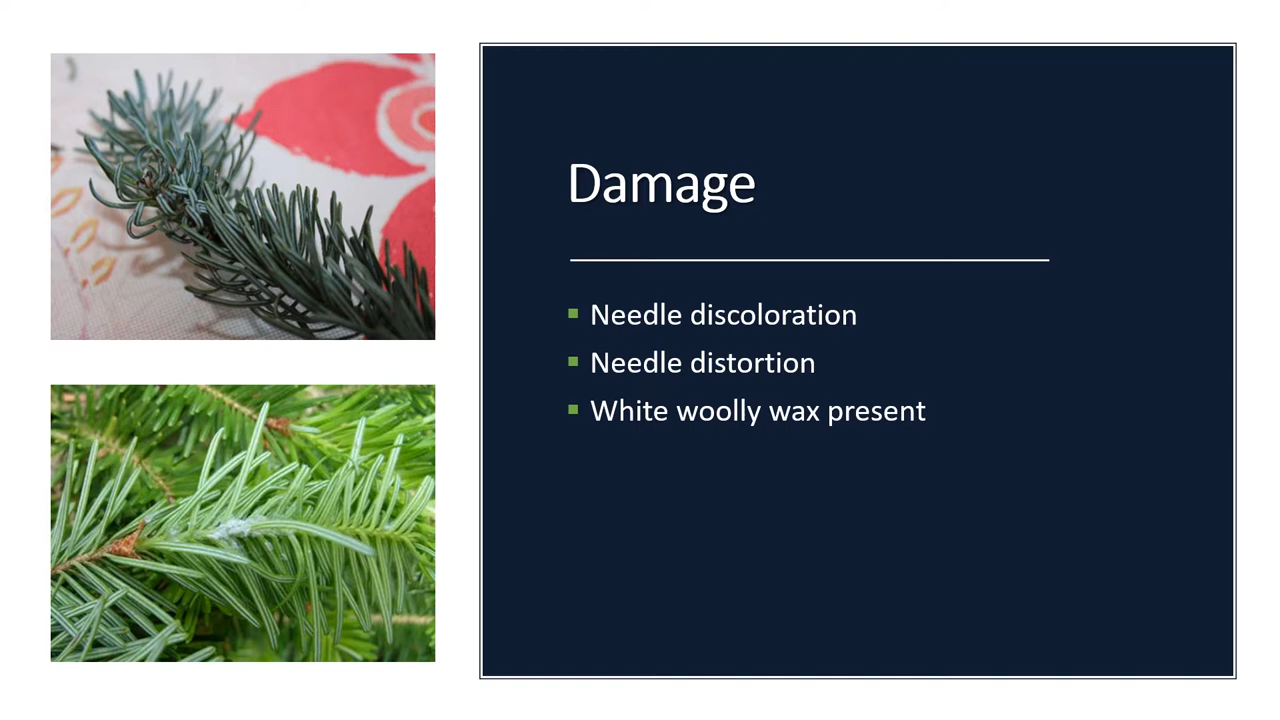 Damage
Needle discoloration
Needle distortion
White woolly wax present